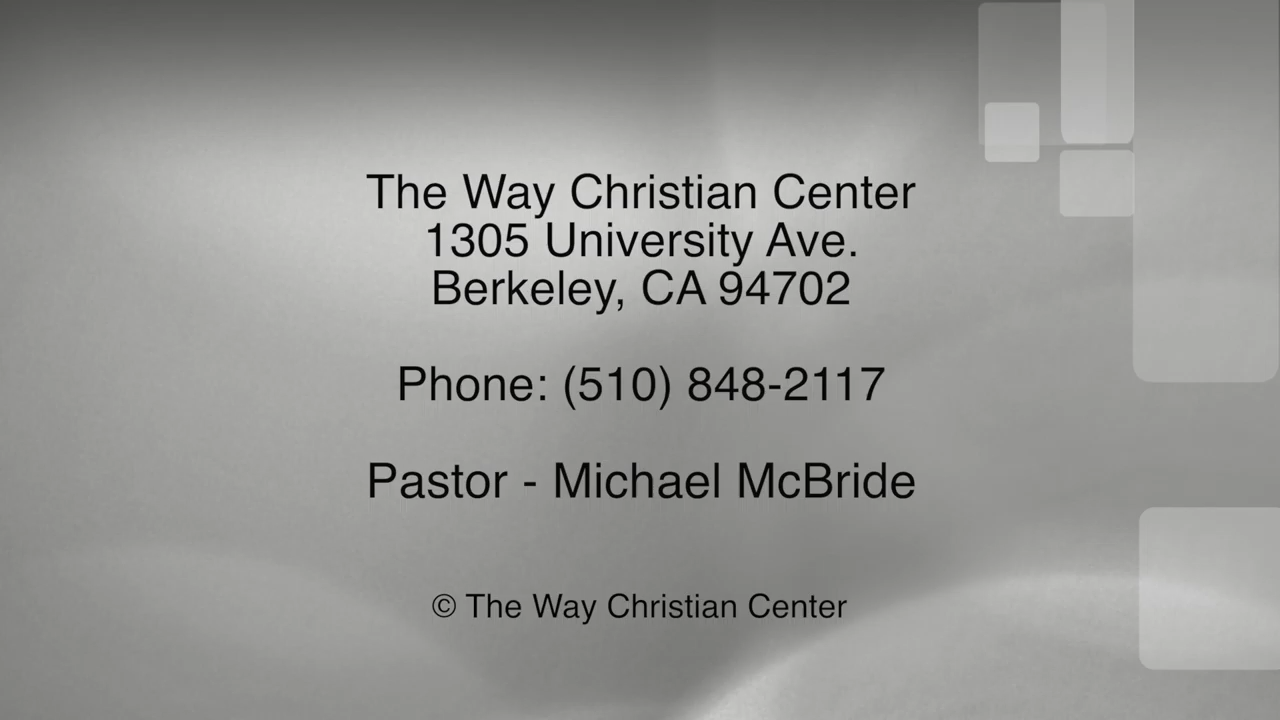 The Way Christian Center
1305 University Ave.
Berkeley, CA 94702
Phone: (510) 848-2117
Pastor - Michael McBride
© The Way Christian Center